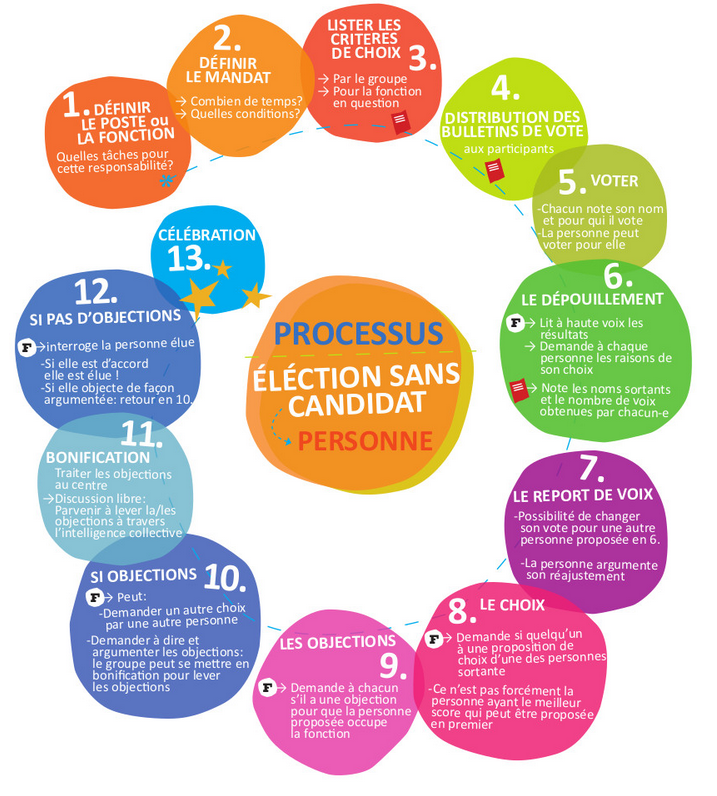 1. DÉFINIR
LE POSTE ou
LA FONCTION
Quelles tâches pour
cette responsabilité?
2.
DÉFINIR
LE MANDAT
→ Combien de temps?
→ Quelles conditions?
LISTER LES
CRITERES
DE CHOIX
3.
→ Par le groupe
→ Pour la fonction
en question
4.
DISTRIBUTION DES
BULLETINS DE VOTE
aux participants
5. VOTER
-Chacun note son nom
et pour qui il vote
-La personne peut
voter pour elle
6.
LE DÉPOUILLEMENT
F→ Lit à haute voix les
résultats
→ Demande à chaque
personne les raisons de
son choix
→ Note les noms sortants
et le nombre de voix
obtenues par chacun-e
7.
LE REPORT DE VOIX
-Possibilité de changer
son vote pour une autre
personne proposée en 6.
-La personne argumente
son réajustement
8. LE CHOIX
F→ Demande si quelqu'un
à une proposition de
choix d'une des personnes
sortante
-Ce n'est pas forcément la
personne ayant le meilleur
score qui peut être proposée
en premier
LES OBJECTIONS
9.
F→ Demande à chacun
s'il a une objection
pour que la personne
proposée occupe
la fonction
SI OBJECTIONS 10.
F→ Peut:
-Demander un autre choix
par une autre personne
-Demander à dire et
argumenter les objections:
le groupe peut se mettre en
bonification pour lever
les objections
11.
BONIFICATION
Traiter les objections
au centre
→Discussion libre:
Parvenir à lever la/les
objections à travers
l'intelligence collective
12.
SI PAS D'OBJECTIONS
F→interroge la personne élue
-Si elle est d'accord
elle est élue !
-Si elle objecte de façon
argumentée: retour en 10.
CÉLÉBRATION
13.
PROCESSUS
ÉLÉCTION SANS
CANDIDAT
PERSONNE